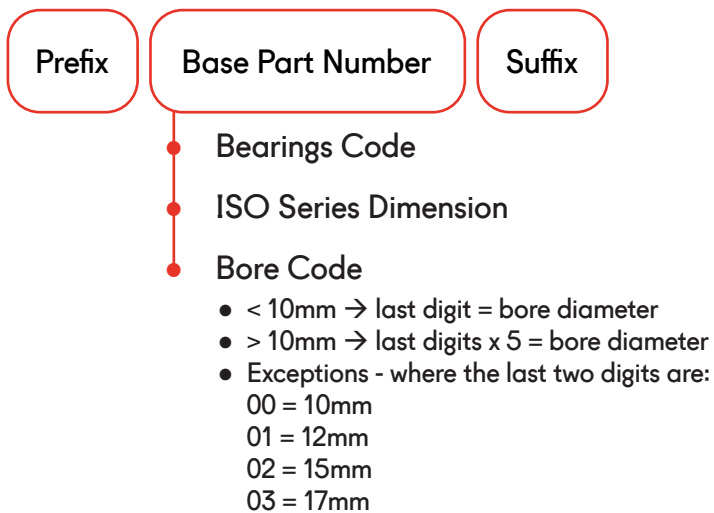 Prefix
Base Part Number
Suffix
Bearings Code
ISO Series Dimension
Bore Code
● < 10mm → last digit = bore diameter
● > 10mm → last digits x 5 = bore diameter
● Exceptions - where the last two digits are:
00 = 10mm
01 = 12mm
02 = 15mm
03 = 17mm